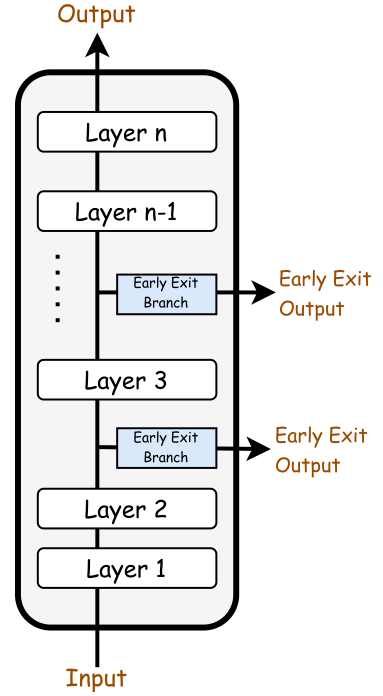 Output
Layer n
Layer n-1
Early Exit
Branch
Early Exit
Output
Layer 3
Early Exit
Branch
Early Exit
Output
Layer 2
Layer 1
Input